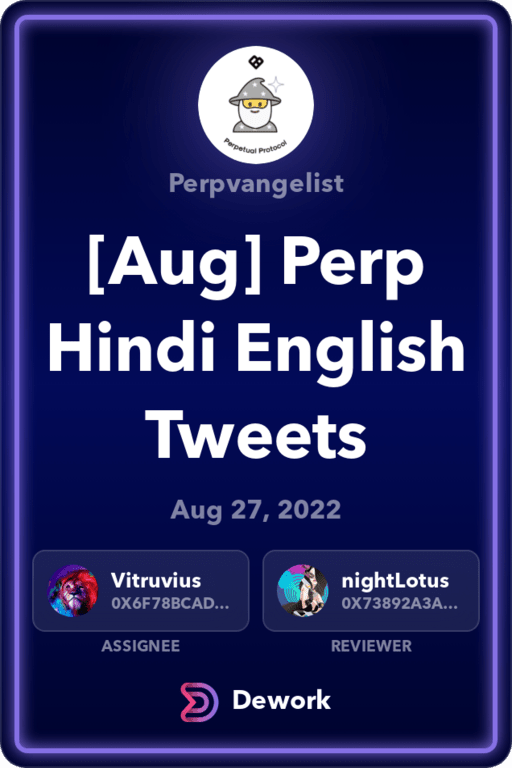 Perpetual Protocol
Perpvangelist
[Aug] Perp
Hindi English
Tweets
Aug 27, 2022
Vitruvius
0X6F78BCAD...
nightLotus
0X73892A3A...
ASSIGNEE
REVIEWER
Dework